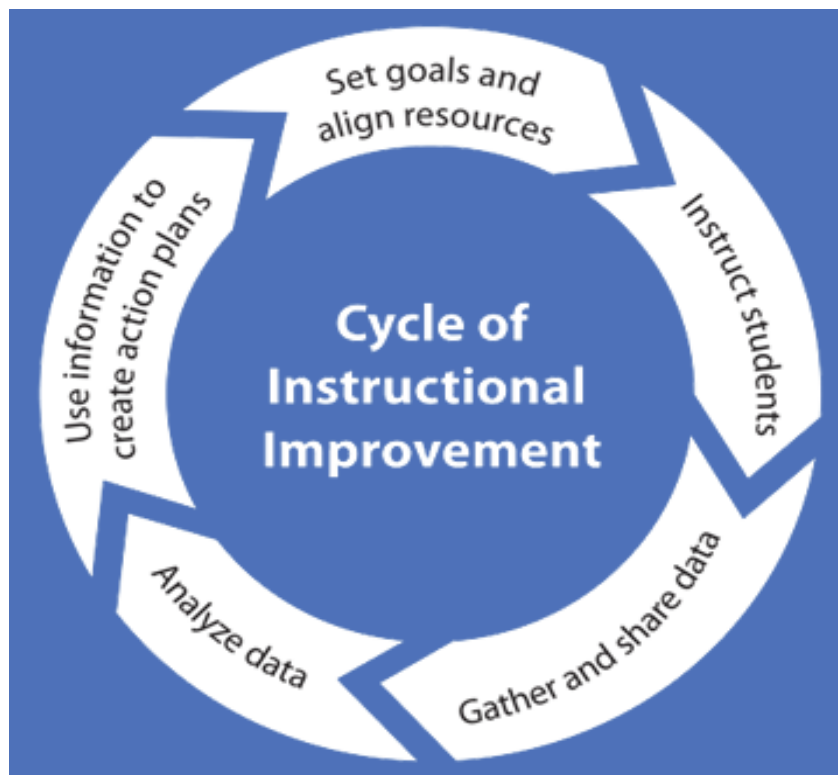 Set goals and
align resources
Instruct students
Gather and share data
Analyze data
Use information to
create action plans
Cycle of
Instructional
Improvement